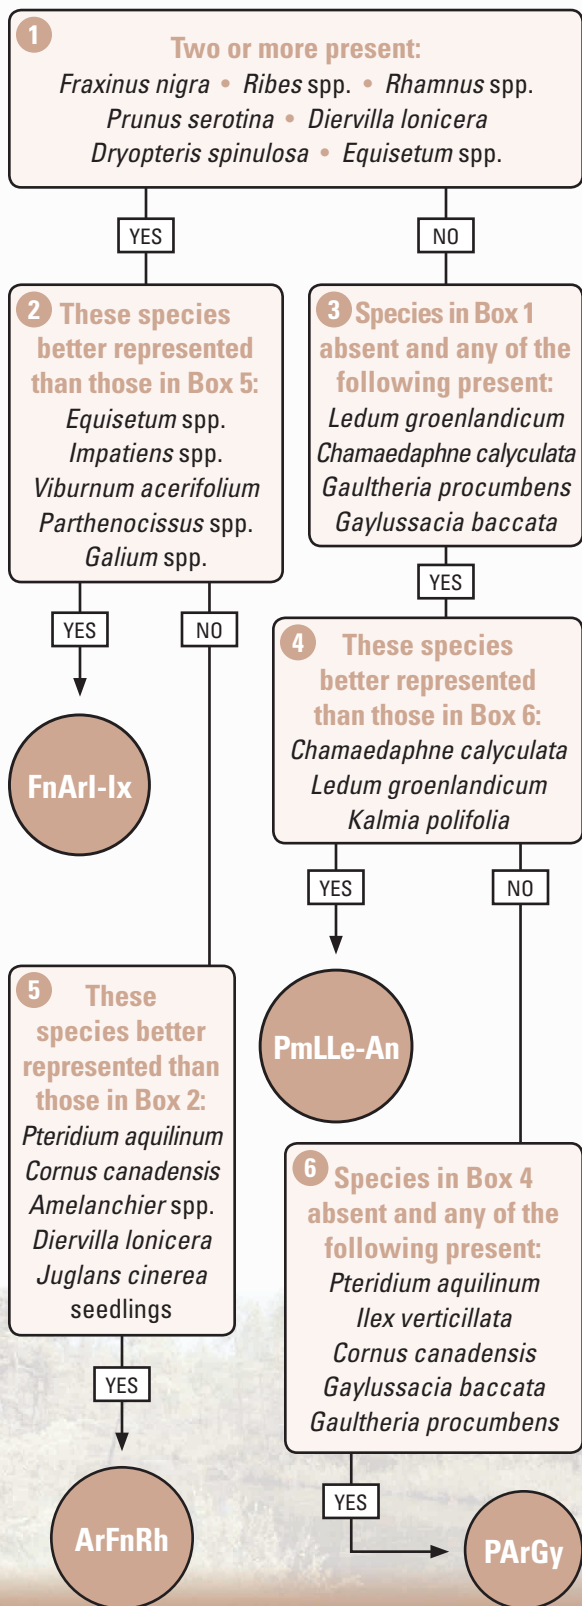 1
Two or more present:
Fraxinus nigra • Ribes spp. • Rhamnus spp.
Prunus serotina • Diervilla lonicera
Dryopteris spinulosa • Equisetum spp.
YES
NO
2 These species
better represented
than those in Box 5:
Equisetum spp.
Impatiens spp.
Viburnum acerifolium
Parthenocissus spp.
Galium spp.
3 Species in Box 1
absent and any of the
following present:
Ledum groenlandicum
Chamaedaphne calyculata
Gaultheria procumbens
Gaylussacia baccata
YES
NO
YES
FnArI-Ix
4 These species
better represented
than those in Box 6:
Chamaedaphne calyculata
Ledum groenlandicum
Kalmia polifolia
YES
NO
PmLLe-An
5 These
species better
represented than
those in Box 2:
Pteridium aquilinum
Cornus canadensis
Amelanchier spp.
Diervilla lonicera
Juglans cinerea
seedlings
YES
ArFnRh
6 Species in Box 4
absent and any of the
following present:
Pteridium aquilinum
Ilex verticillata
Cornus canadensis
Gaylussacia baccata
Gaultheria procumbens
YES
PArGy